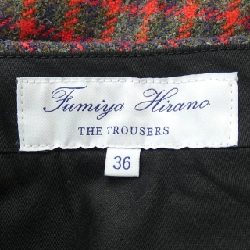 Fumiya Hirano
THE TROUSERS
36